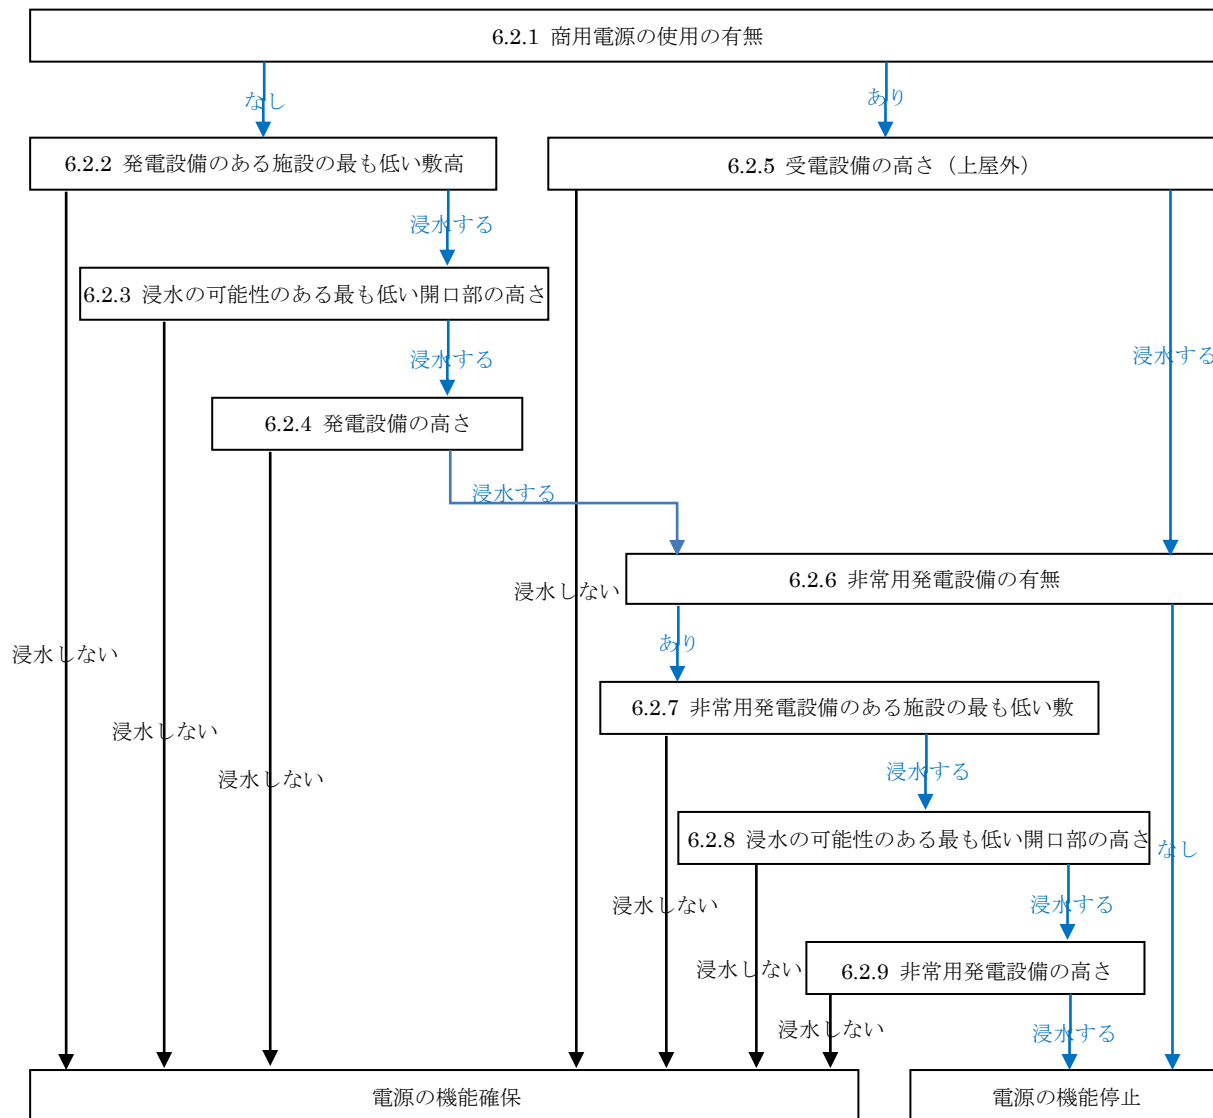 6.2.1 商用電源の使用の有無
なし
あり
6.2.2 発電設備のある施設の最も低い敷高
6.2.5 受電設備の高さ（上屋外）
浸水する
6.2.3 浸水の可能性のある最も低い開口部の高さ
浸水する
浸水する
6.2.4 発電設備の高さ
浸水する
6.2.6 非常用発電設備の有無
浸水しない
あり
浸水しない
6.2.7 非常用発電設備のある施設の最も低い敷
浸水しない
浸水する
浸水しない
6.2.8 浸水の可能性のある最も低い開口部の高さ
なし
浸水しない
浸水する
浸水しない
6.2.9 非常用発電設備の高さ
浸水しない
浸水する
電源の機能確保
電源の機能停止